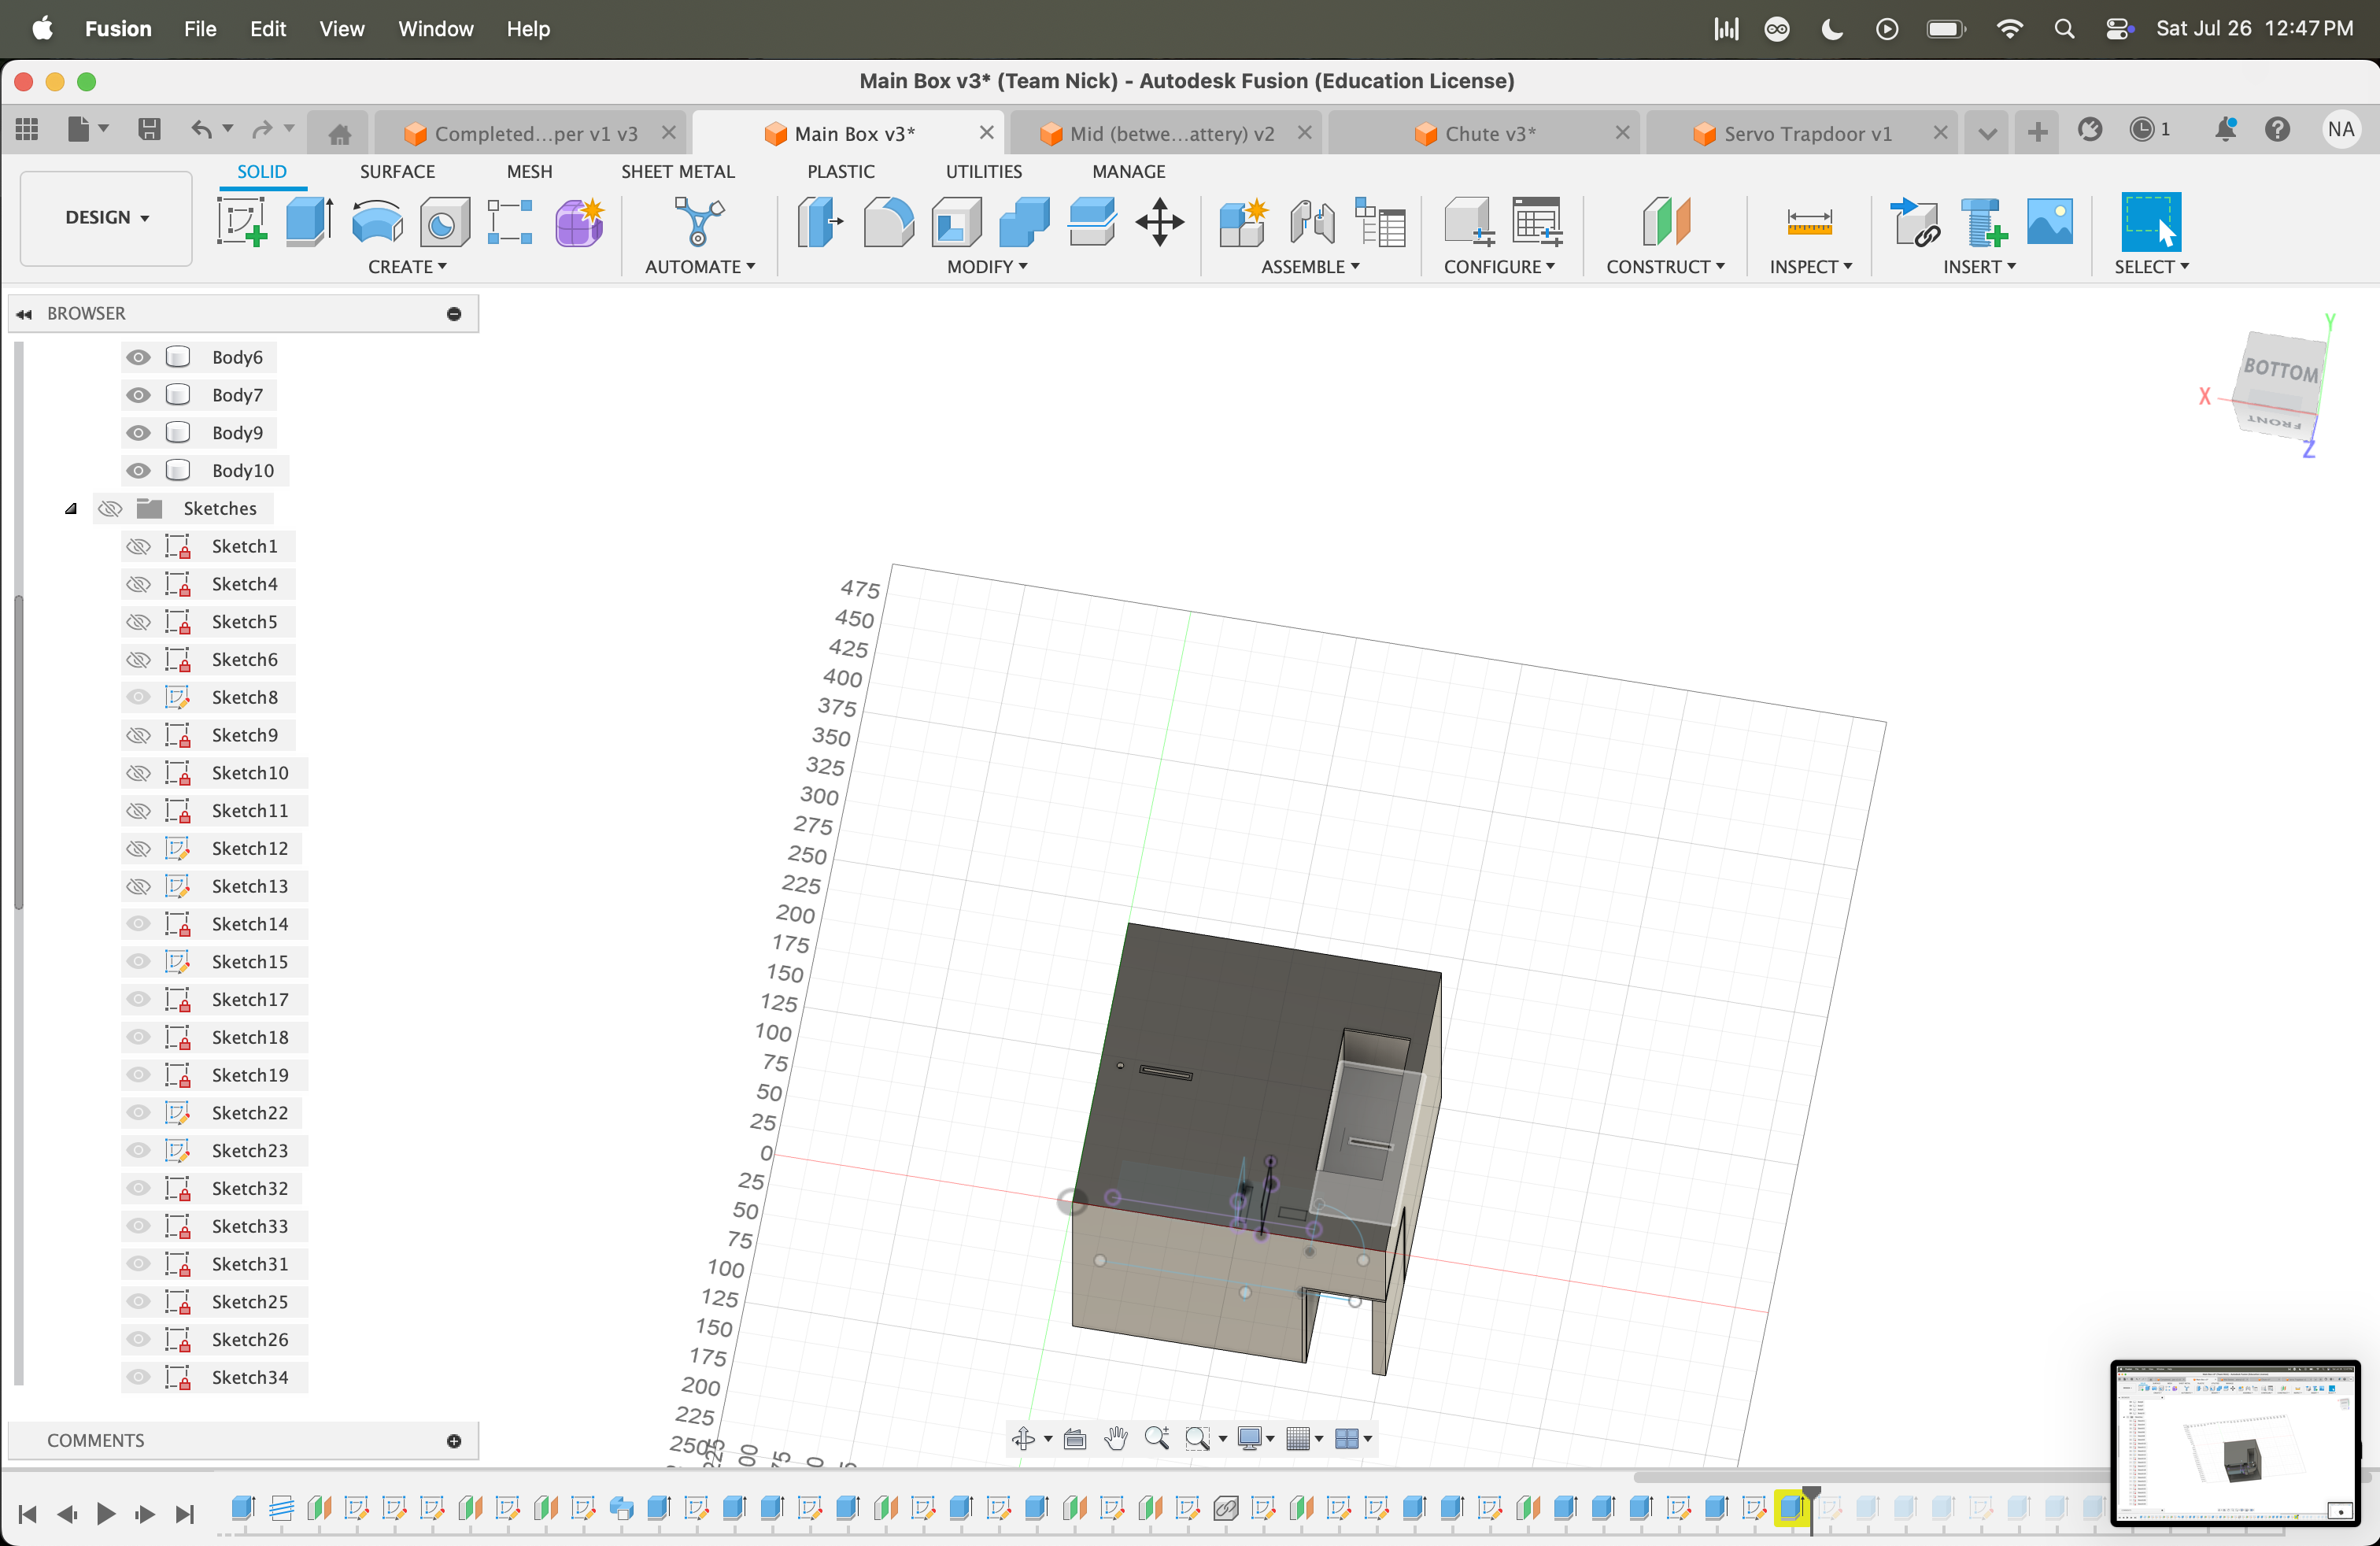 Fusion File Edit View Window Help Sat Jul 26 12:47 PM
Main Box v3* (Team Nick) - Autodesk Fusion (Education License)
Completed...per v1 v3 Main Box v3* Mid (betwe...attery) v2 Chute v3* Servo Trapdoor v1 1 NA
SOLID SURFACE MESH SHEET METAL PLASTIC UTILITIES MANAGE
DESIGN
CREATE AUTOMATE MODIFY ASSEMBLE CONFIGURE CONSTRUCT INSPECT INSERT SELECT
BROWSER
Body6
Body7
Body9
Body10
Sketches
Sketch1
Sketch4
Sketch5
Sketch6
Sketch8
Sketch9
Sketch10
Sketch11
Sketch12
Sketch13
Sketch14
Sketch15
Sketch17
Sketch18
Sketch19
Sketch22
Sketch23
Sketch32
Sketch33
Sketch31
Sketch25
Sketch26
Sketch34
COMMENTS
475
450
425
400
375
350
325
300
275
250
225
200
175
150
125
100
75
50
25
0
25
50
75
100
125
150
175
200
225
250
225
Y
BOTTOM
X
FRONT
Z